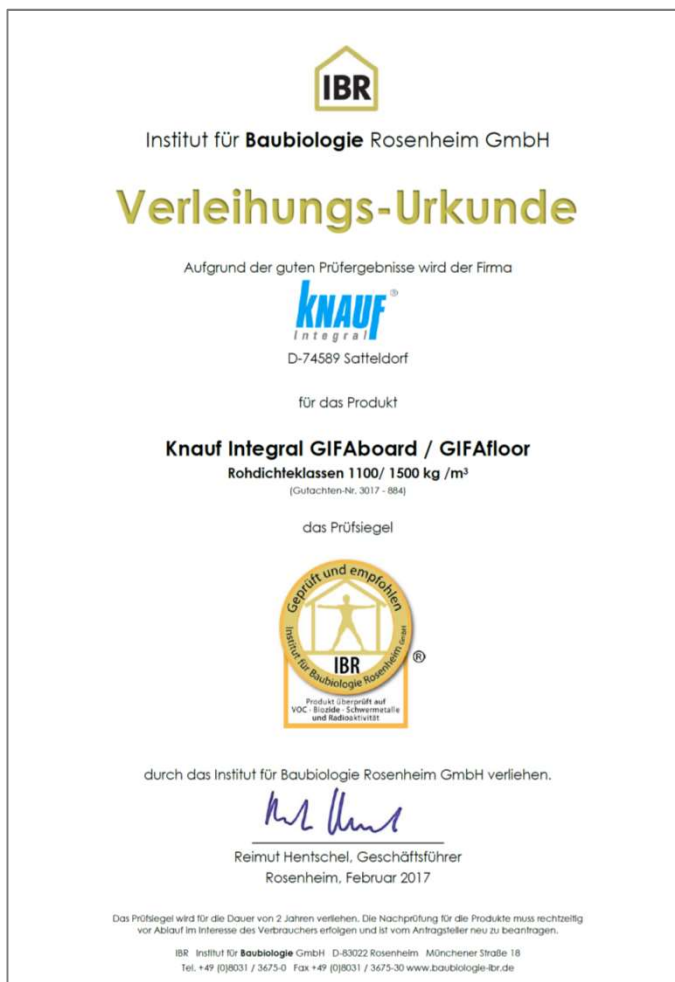 IBR
Institut für Baubiologie Rosenheim GmbH
Verleihungs-Urkunde
Aufgrund der guten Prüfergebnisse wird der Firma
KNAUF ®
Integral
D-74589 Satteldorf
für das Produkt
Knauf Integral GIFAboard / GIFAfloor
Rohdichteklassen 1100/ 1500 kg /m³
(Gutachten-Nr. 3017 - 884)
das Prüfsiegel
Geprüft und empfohlen
Institut für Baubiologie Rosenheim GmbH
IBR
®
Produkt überprüft auf
VOC - Biozide - Schwermetalle
und Radioaktivität
durch das Institut für Baubiologie Rosenheim GmbH verliehen.
Reimut Hentschel, Geschäftsführer
Rosenheim, Februar 2017
Das Prüfsiegel wird für die Dauer von 2 Jahren verliehen. Die Nachprüfung für die Produkte muss rechtzeitig
vor Ablauf im Interesse des Verbrauchers erfolgen und ist vom Antragsteller neu zu beantragen.
IBR Institut für Baubiologie GmbH D-83022 Rosenheim Münchener Straße 18
Tel. +49 (0)8031 / 3675-0 Fax +49 (0)8031 / 3675-30 www.baubiologie-ibr.de